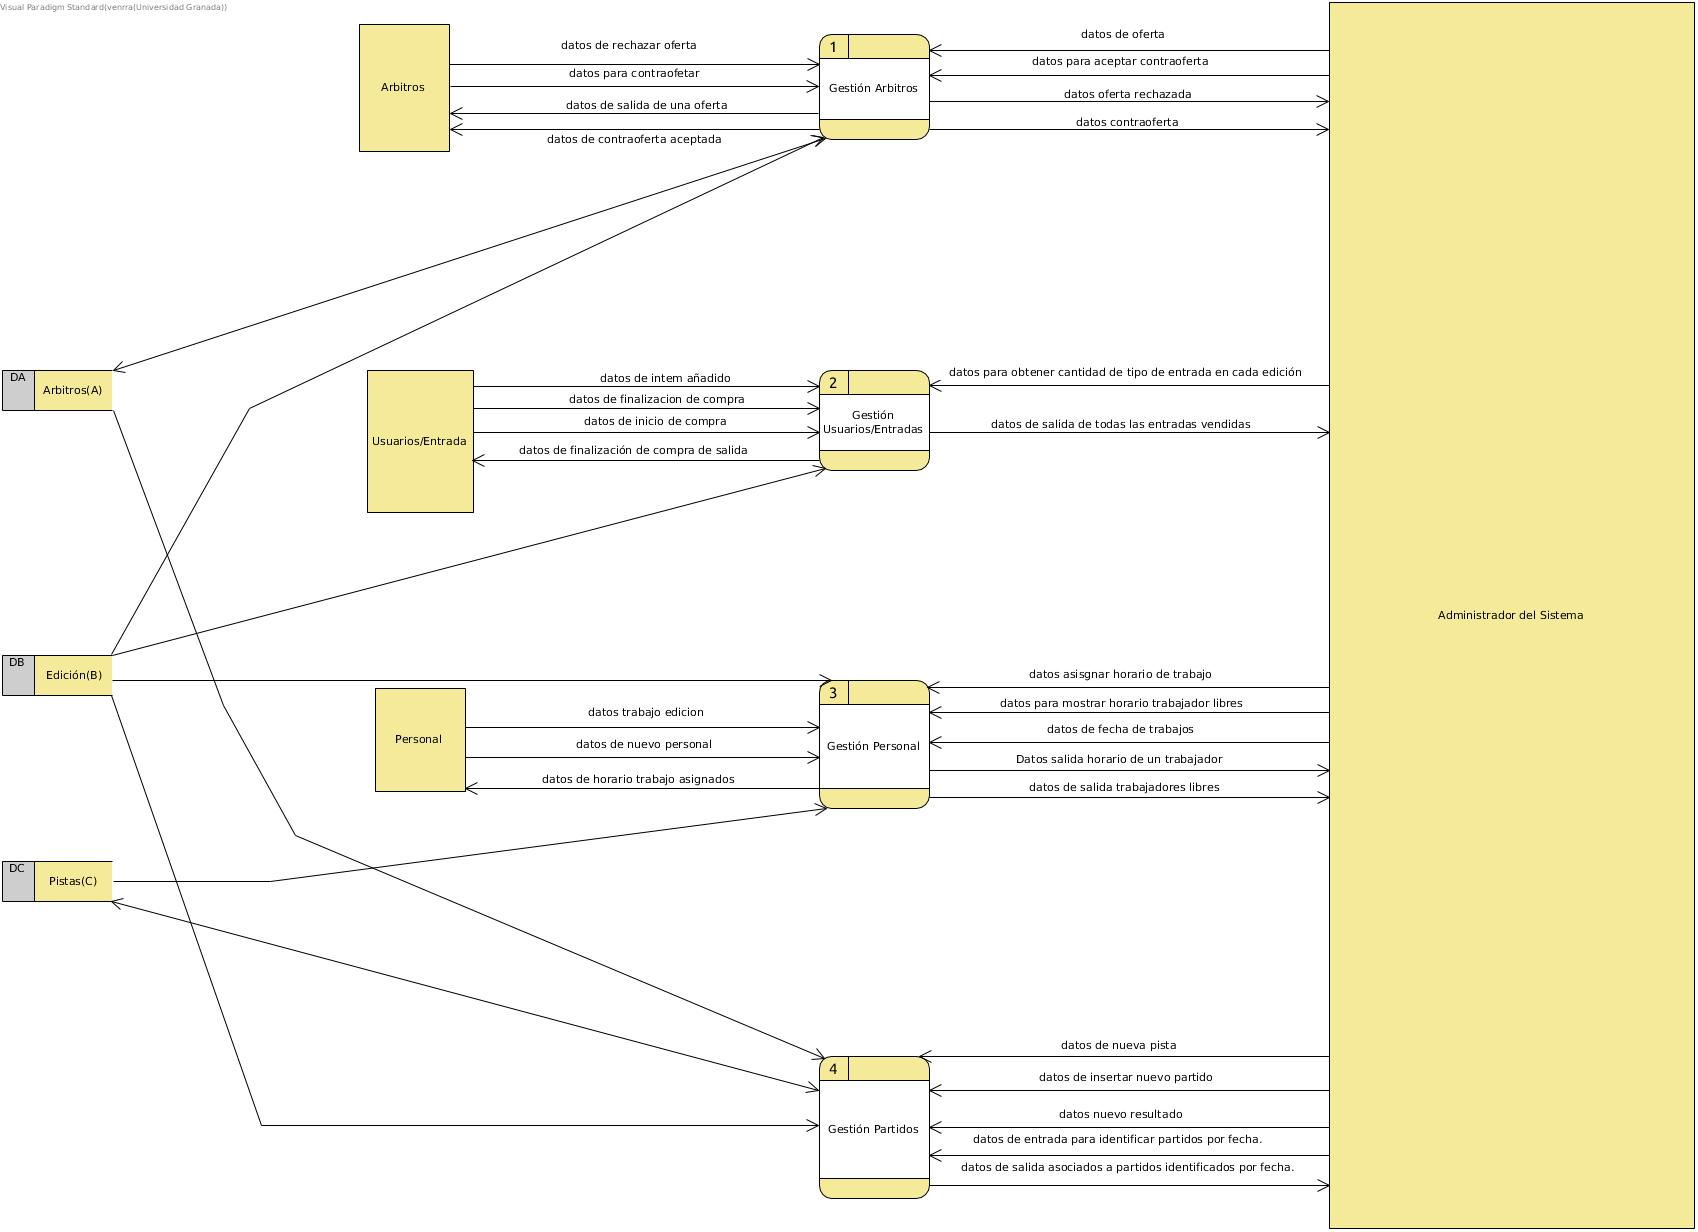 Visual Paradigm Standard(venrra(Universidad Granada))
Arbitros
datos de rechazar oferta
datos para contraofetar
datos de salida de una oferta
datos de contraoferta aceptada
1
Gestión Arbitros
datos de oferta
datos para aceptar contraoferta
datos oferta rechazada
datos contraoferta
DA
Arbitros(A)
Usuarios/Entrada
datos de intem añadido
datos de finalizacion de compra
datos de inicio de compra
datos de finalización de compra de salida
2
Gestión
Usuarios/Entradas
datos para obtener cantidad de tipo de entrada en cada edición
datos de salida de todas las entradas vendidas
Administrador del Sistema
DB
Edición(B)
Personal
datos trabajo edicion
datos de nuevo personal
datos de horario trabajo asignados
3
Gestión Personal
datos asisgnar horario de trabajo
datos para mostrar horario trabajador libres
datos de fecha de trabajos
Datos salida horario de un trabajador
datos de salida trabajadores libres
DC
Pistas(C)
4
Gestión Partidos
datos de nueva pista
datos de insertar nuevo partido
datos nuevo resultado
datos de entrada para identificar partidos por fecha.
datos de salida asociados a partidos identificados por fecha.